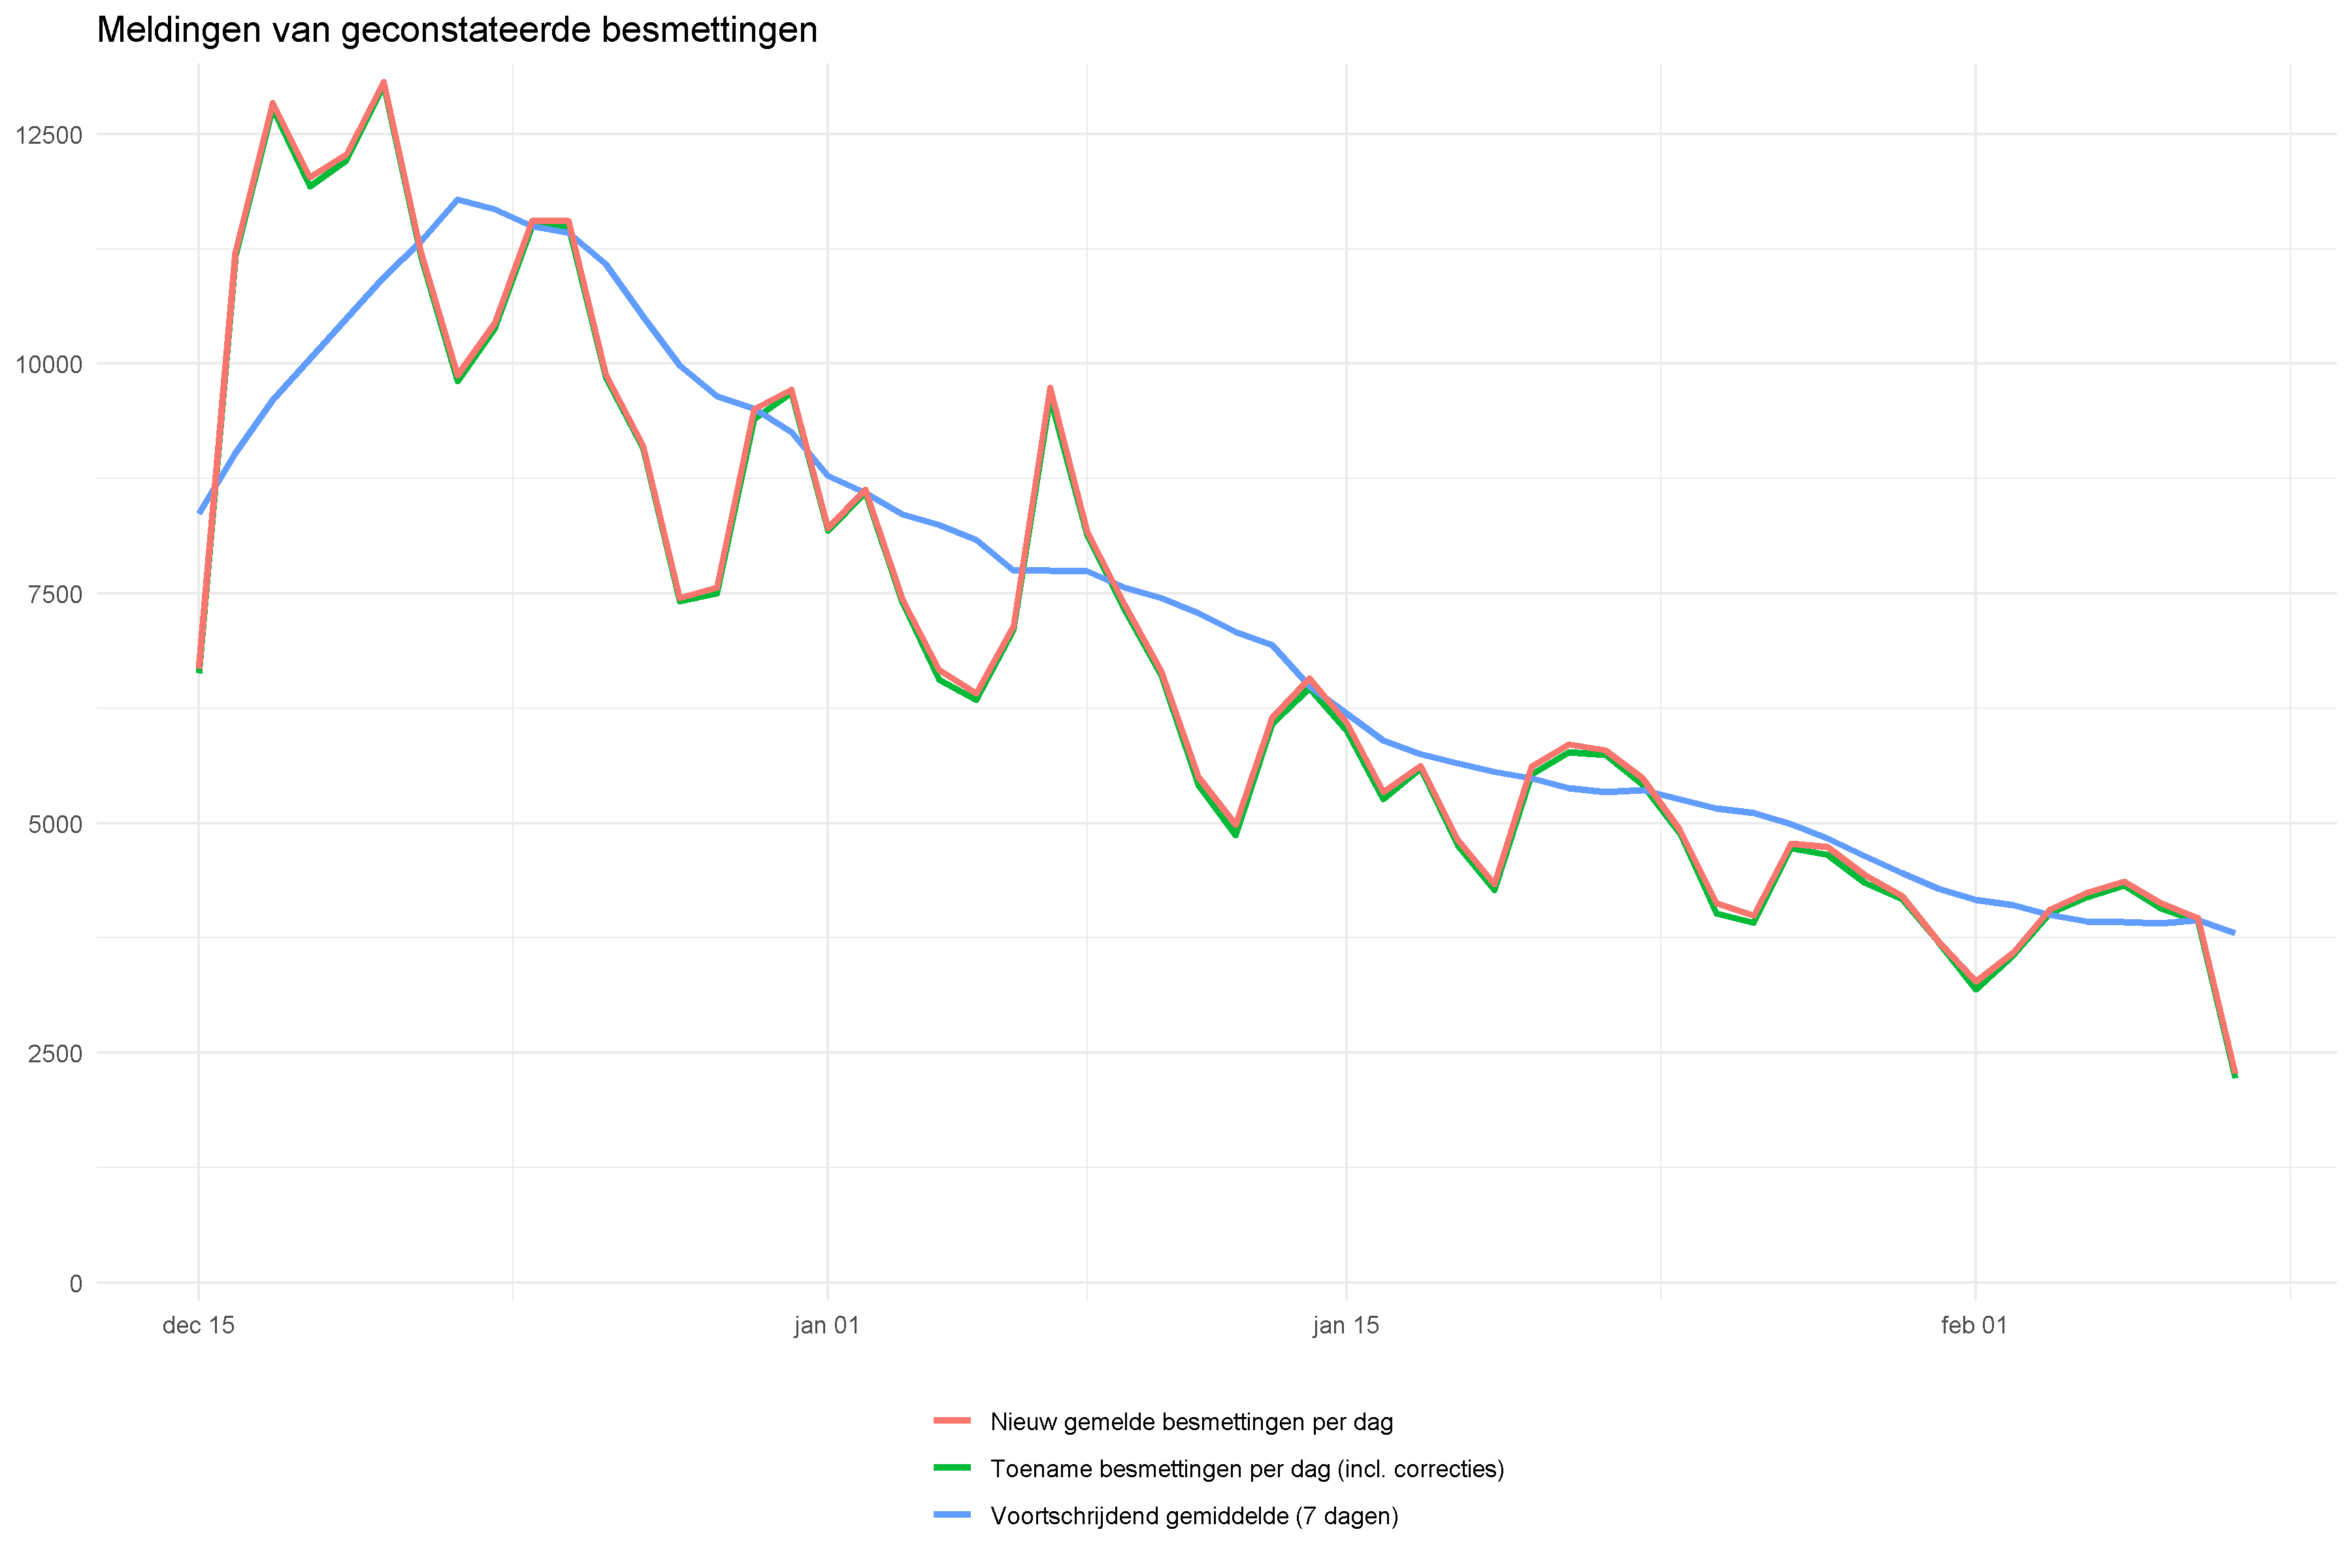 Meldingen van geconstateerde besmettingen
12500
10000
7500
5000
2500
0
dec 15
jan 01
jan 15
feb 01
Nieuw gemelde besmettingen per dag
Toename besmettingen per dag (incl. correcties)
Voortschrijdend gemiddelde (7 dagen)